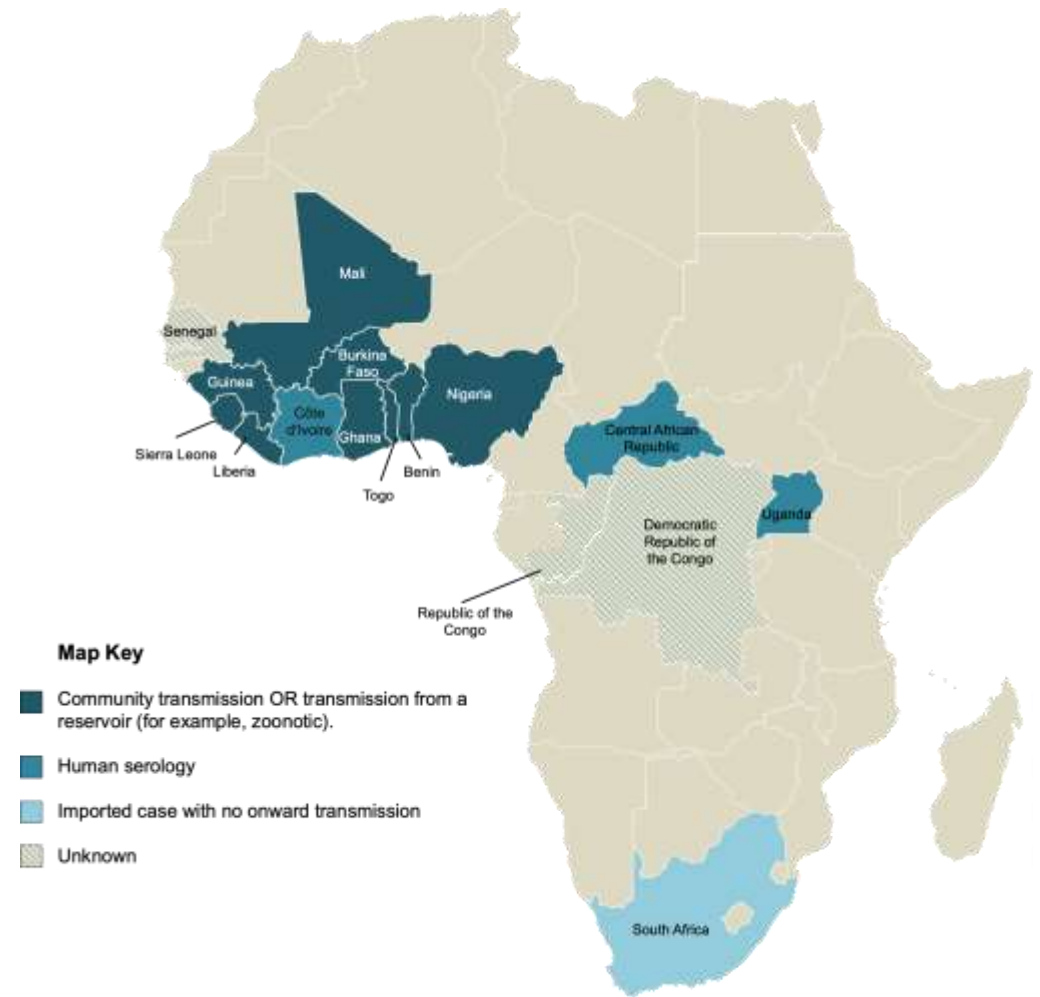 Mali
Senegal
Burkina
Faso
Guinea
Nigeria
Côte
d'Ivoire
Ghana
Sierra Leone
Liberia
Benin
Togo
Central African
Republic
Uganda
Democratic
Republic of
the Congo
Republic of the
Congo
Map Key
Community transmission OR transmission from a
reservoir (for example, zoonotic).
Human serology
Imported case with no onward transmission
Unknown
South Africa